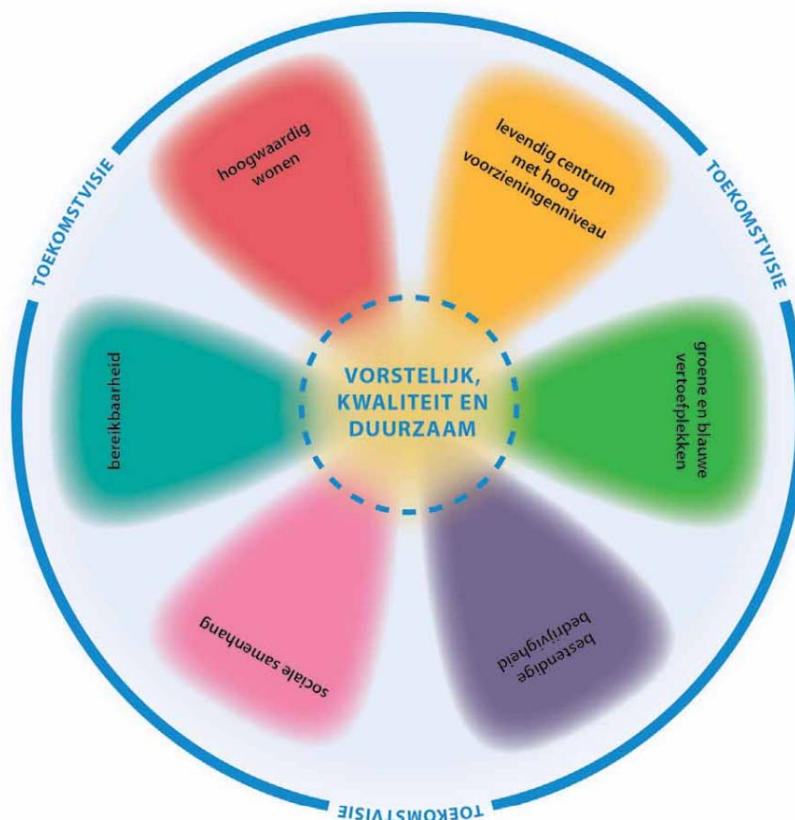 TOEKOMSTVISIE
hoogwaardig
wonen
levendig centrum
met hoog
voorzieningenniveau
TOEKOMSTVISIE
bereikbaarheid
VORSTELIJK,
KWALITEIT EN
DUURZAAM
groene en blauwe
vertoefplekken
sociale samenhang
bestendige
bedrijvigheid
TOEKOMSTVISIE